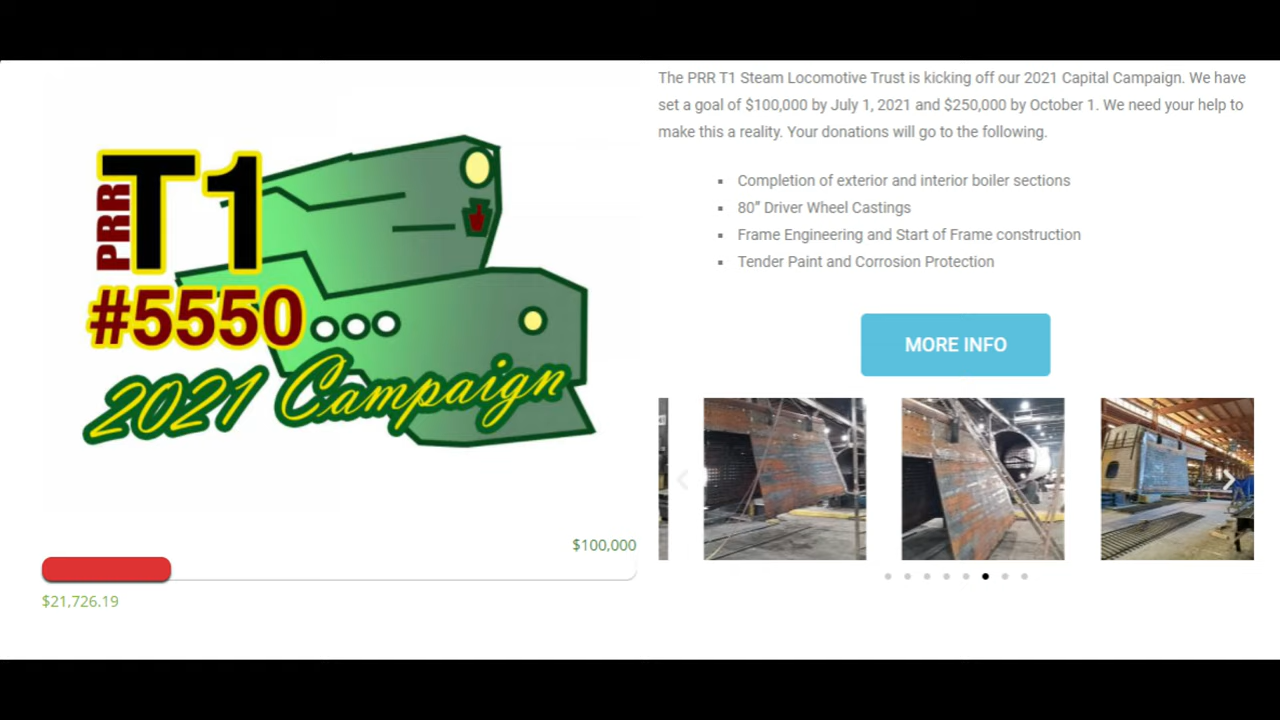 PRR
T1
#5550
2021 Campaign
$100,000
$21,726.19
The PRR T1 Steam Locomotive Trust is kicking off our 2021 Capital Campaign. We have
set a goal of $100,000 by July 1, 2021 and $250,000 by October 1. We need your help to
make this a reality. Your donations will go to the following.
▪ Completion of exterior and interior boiler sections
▪ 80” Driver Wheel Castings
▪ Frame Engineering and Start of Frame construction
▪ Tender Paint and Corrosion Protection
MORE INFO